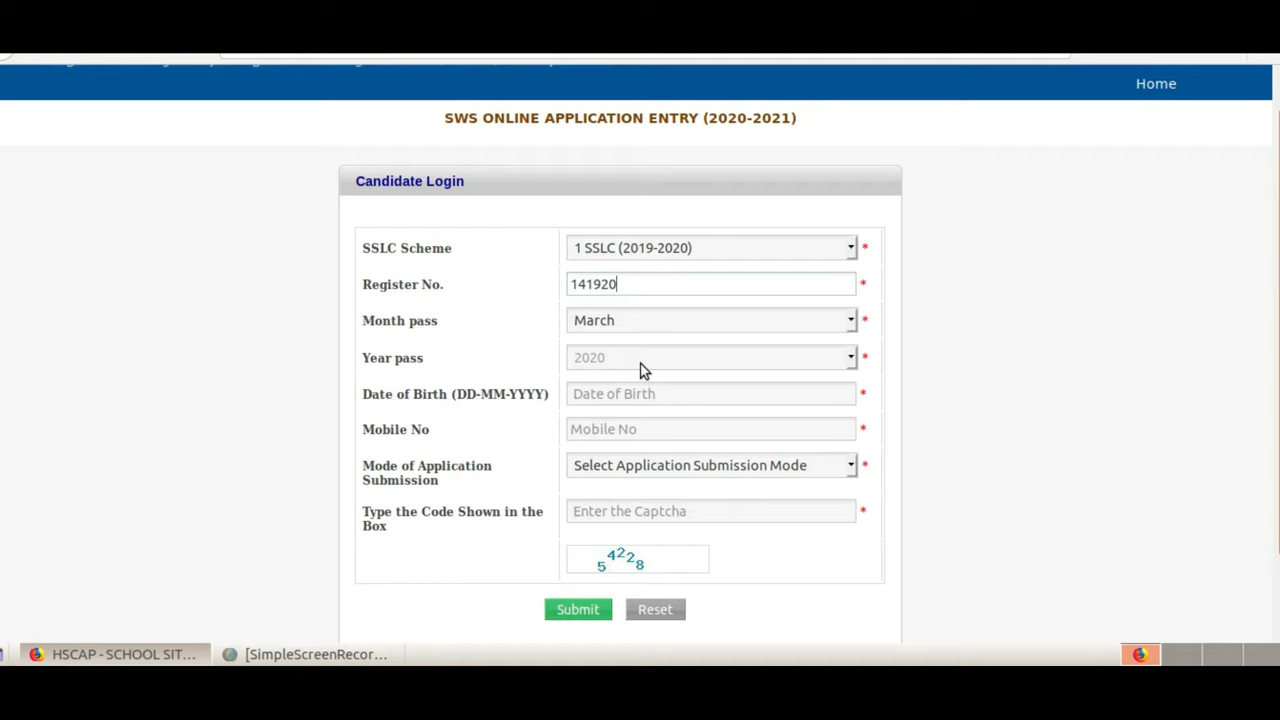 Home
SWS ONLINE APPLICATION ENTRY (2020-2021)
Candidate Login
SSLC Scheme
1 SSLC (2019-2020)
*
Register No.
141920
*
Month pass
March
*
Year pass
2020
*
Date of Birth (DD-MM-YYYY)
Date of Birth
*
Mobile No
Mobile No
*
Mode of Application
Submission
Select Application Submission Mode
*
Type the Code Shown in the
Box
Enter the Captcha
*
54228
Submit
Reset
HSCAP - SCHOOL SIT...
[SimpleScreenRecor...